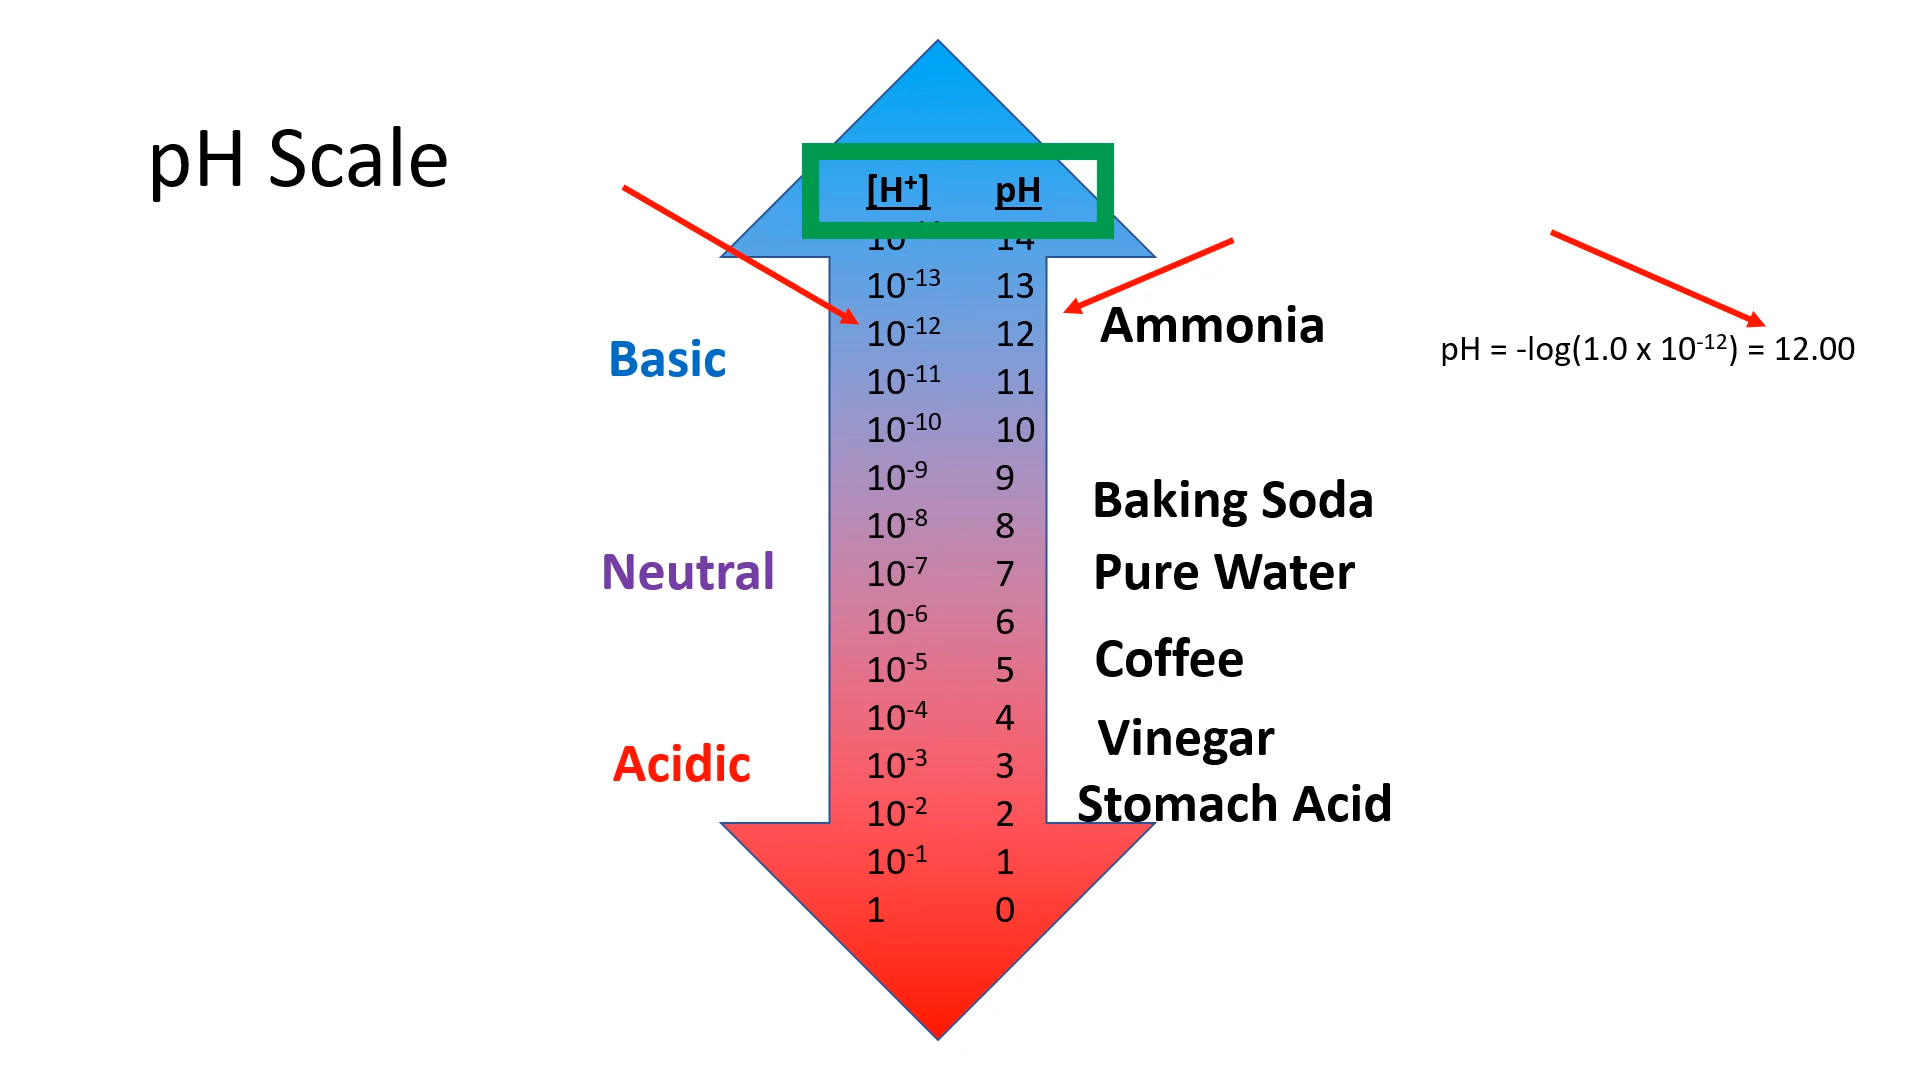 pH Scale
[H⁺] pH
14
10⁻¹³ 13
10⁻¹² 12
10⁻¹¹ 11
10⁻¹⁰ 10
10⁻⁹ 9
10⁻⁸ 8
10⁻⁷ 7
10⁻⁶ 6
10⁻⁵ 5
10⁻⁴ 4
10⁻³ 3
10⁻² 2
10⁻¹ 1
1 0
Basic
Neutral
Acidic
Ammonia
Baking Soda
Pure Water
Coffee
Vinegar
Stomach Acid
pH = -log(1.0 x 10⁻¹²) = 12.00